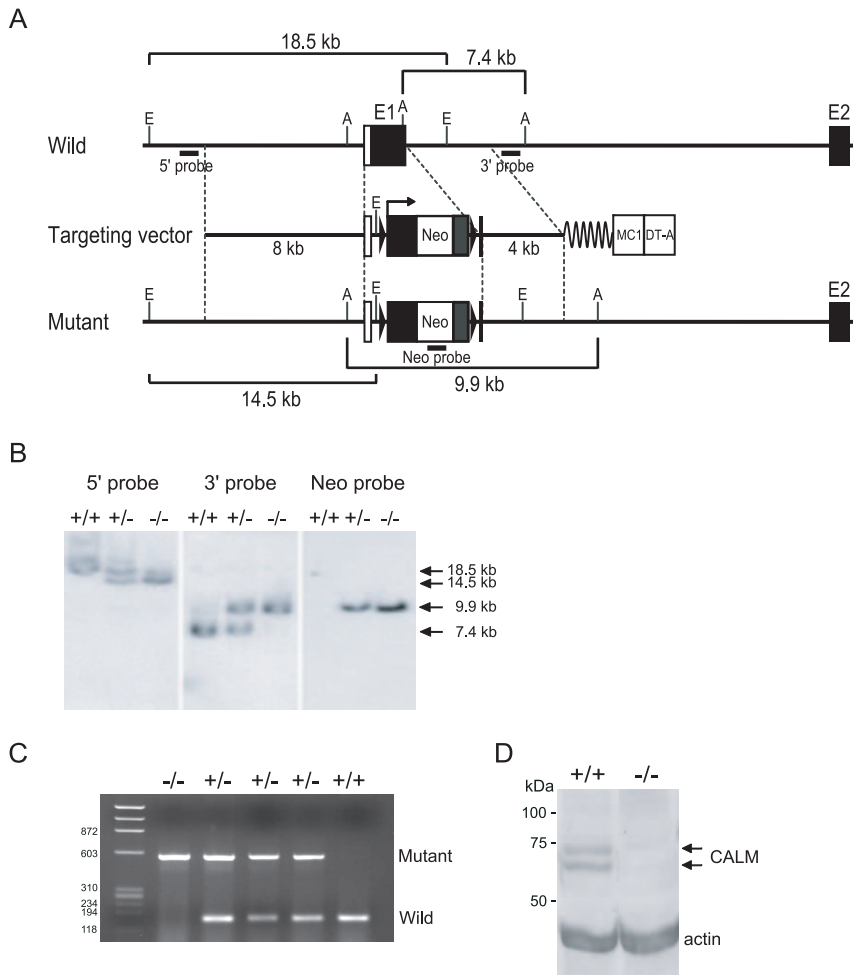 A
18.5 kb
7.4 kb
E A E1 A E A E2
Wild
5' probe 3' probe
E
Targeting vector
8 kb Neo 4 kb MC1 DT-A
E A E E A E2
Mutant
Neo
Neo probe
14.5 kb
9.9 kb
B
5' probe 3' probe Neo probe
+/+ +/- -/- +/+ +/- -/- +/+ +/- -/-
18.5 kb
14.5 kb
9.9 kb
7.4 kb
C
-/- +/- +/- +/- +/+
872
603
310
234
194
118
Mutant
Wild
D
+/+ -/-
kDa
100 -
75 -
50 -
CALM
actin